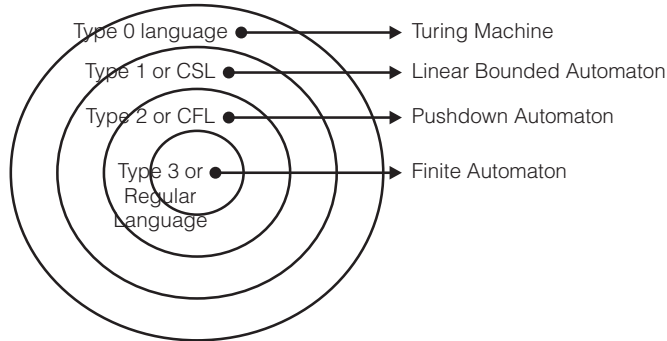 Type 0 language
Turing Machine
Type 1 or CSL
Linear Bounded Automaton
Type 2 or CFL
Pushdown Automaton
Type 3 or
Regular
Language
Finite Automaton